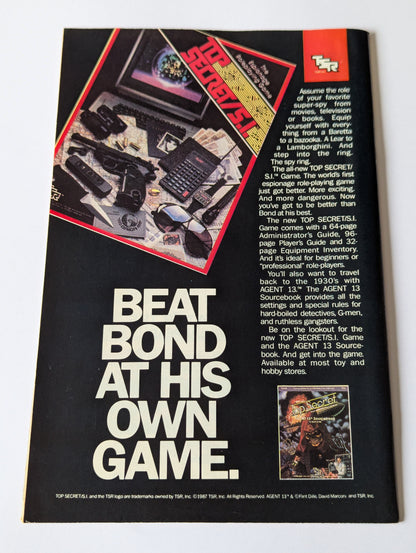 TOP
SECRET/S.I.
The
Espionage
Roleplaying Game
TSR
Assume the role
of your favorite
super-spy from
movies, television
or books. Equip
yourself with every-
thing from a Baretta
to a bazooka. A Lear to
a Lamborghini. And
step into the ring.
The spy ring.
The all-new TOP SECRET/
S.I.™ Game. The world's first
espionage role-playing game
just got better. More exciting.
And more dangerous. Now
you've got to be better than
Bond at his best.
The new TOP SECRET/S.I.
Game comes with a 64-page
Administrator's Guide, 96-
page Player's Guide and 32-
page Equipment Inventory.
And it's ideal for beginners or
"professional" role-players.
You'll also want to travel
back to the 1930's with
AGENT 13.™ The AGENT 13
Sourcebook provides all the
settings and special rules for
hard-boiled detectives, G-men,
and ruthless gangsters.
Be on the lookout for the
new TOP SECRET/S.I. Game
and the AGENT 13 Source-
book. And get into the game.
Available at most toy and
hobby stores.
BEAT
BOND
AT HIS
OWN
GAME.
Top Secret
TOP SECRET/S.I. and the TSR logo are trademarks owned by TSR, Inc. ©1987 TSR, Inc. All Rights Reserved. AGENT 13™ & ©Flint Dille, David Marconi, and TSR, Inc.